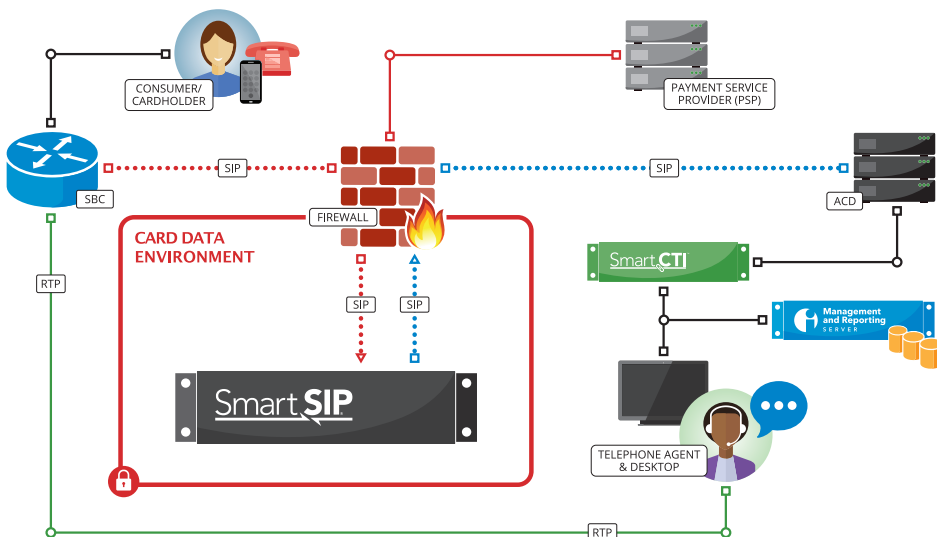 CONSUMER/
CARDHOLDER
PAYMENT SERVICE
PROVIDER (PSP)
SIP
SIP
SBC
ACD
FIREWALL
CARD DATA
ENVIRONMENT
SmartCTI
RTP
SIP
SIP
Management
and Reporting
SERVER
SmartSIP
TELEPHONE AGENT
& DESKTOP
RTP